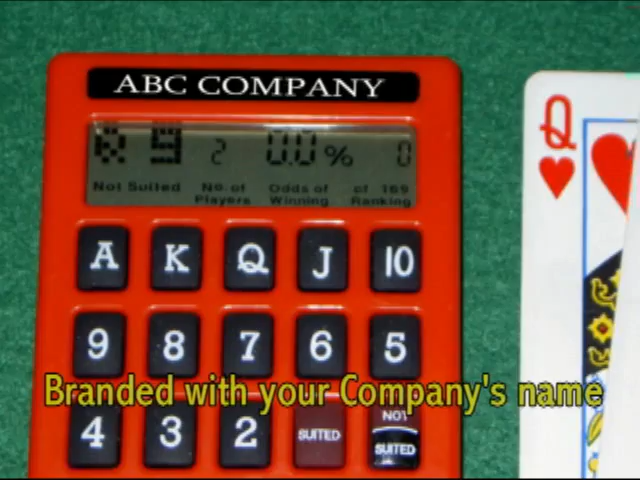 ABC COMPANY
9 2 0.0 % 0
Not Suited No. of Players Odds of Winning of 169 Ranking
A K Q J 10
9 8 7 6 5
Branded with your Company's name
4 3 2 SUITED NOT SUITED
Q